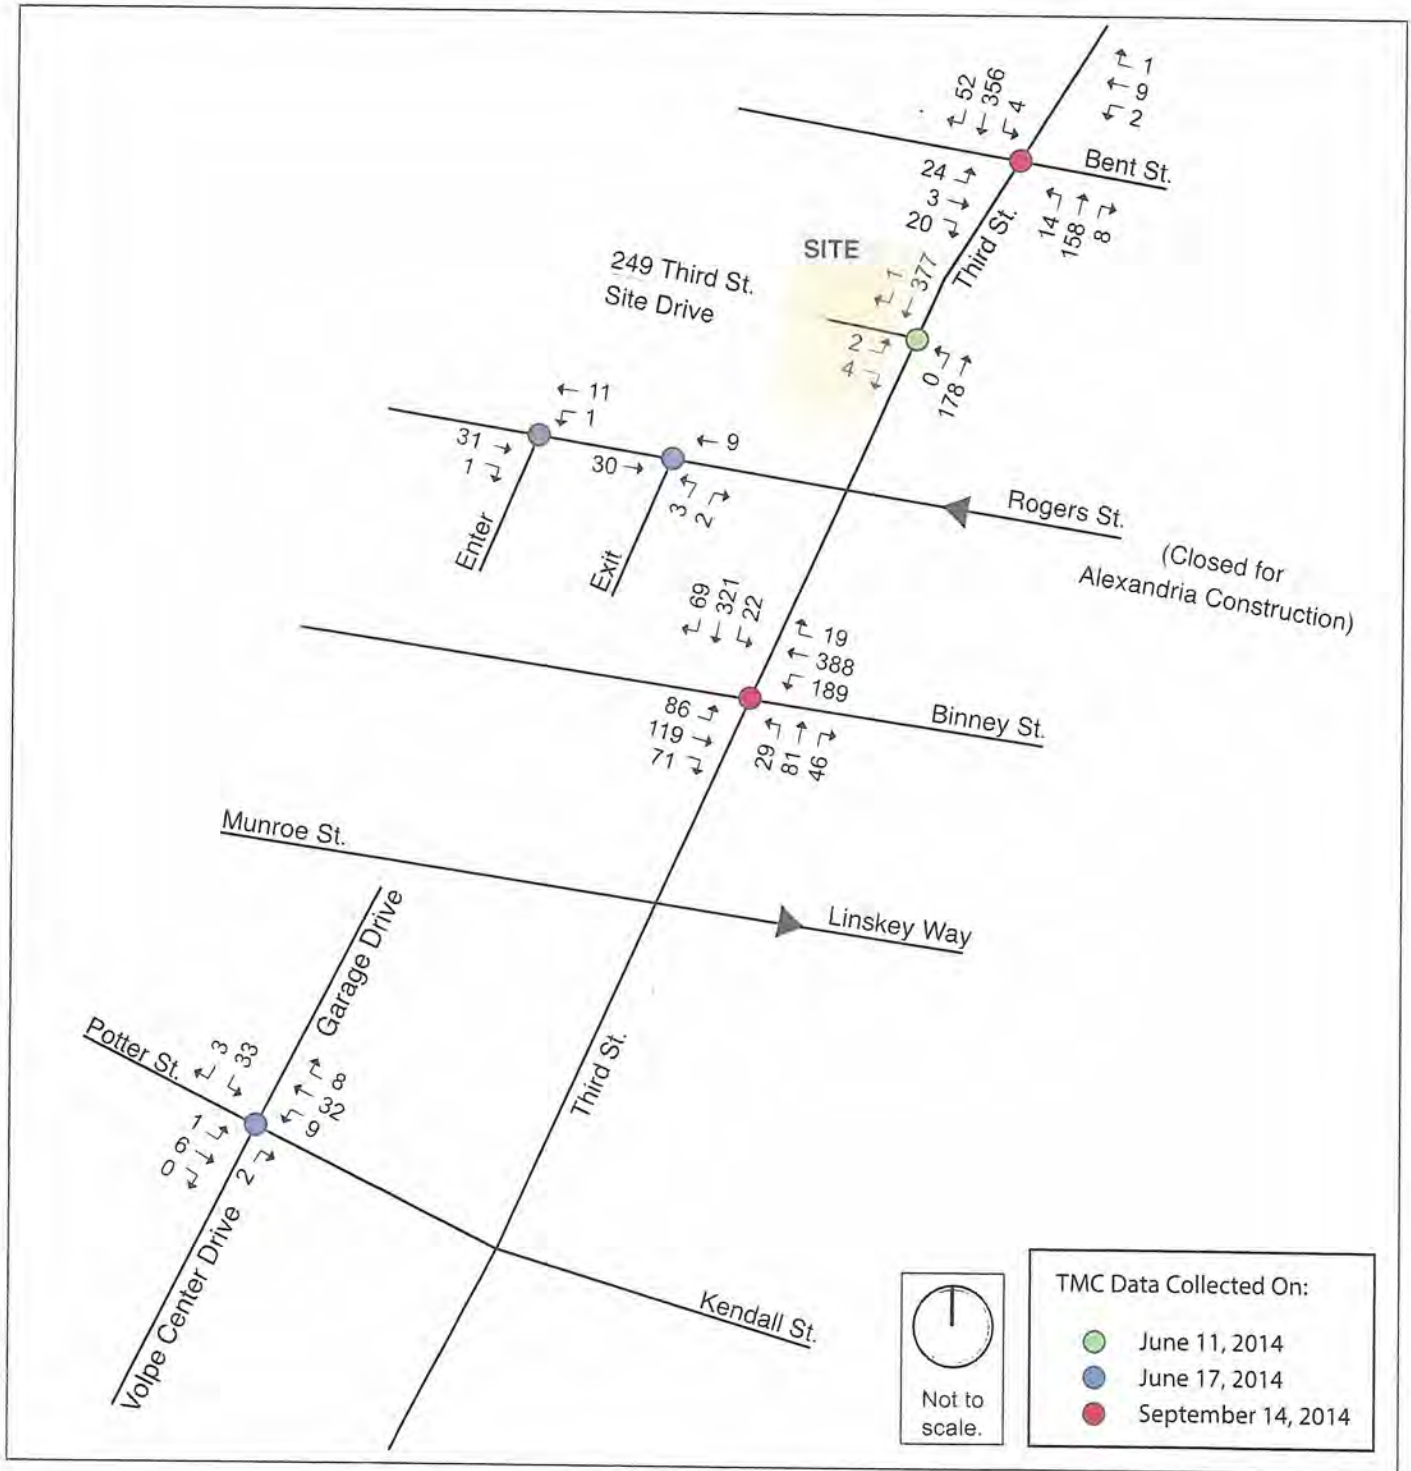 52
356
4
1
9
2
Bent St.
24
3
20
14
158
8
Third St.
SITE
249 Third St.
Site Drive
1
377
2
4
0
178
11
1
31
1
30
9
3
2
Enter
Exit
Rogers St.
(Closed for
Alexandria Construction)
69
321
22
19
388
189
86
119
71
29
81
46
Binney St.
Munroe St.
Linskey Way
Garage Drive
Potter St.
3
33
8
32
9
1
6
0
2
Volpe Center Drive
Third St.
Kendall St.
Not to
scale.
TMC Data Collected On:
June 11, 2014
June 17, 2014
September 14, 2014